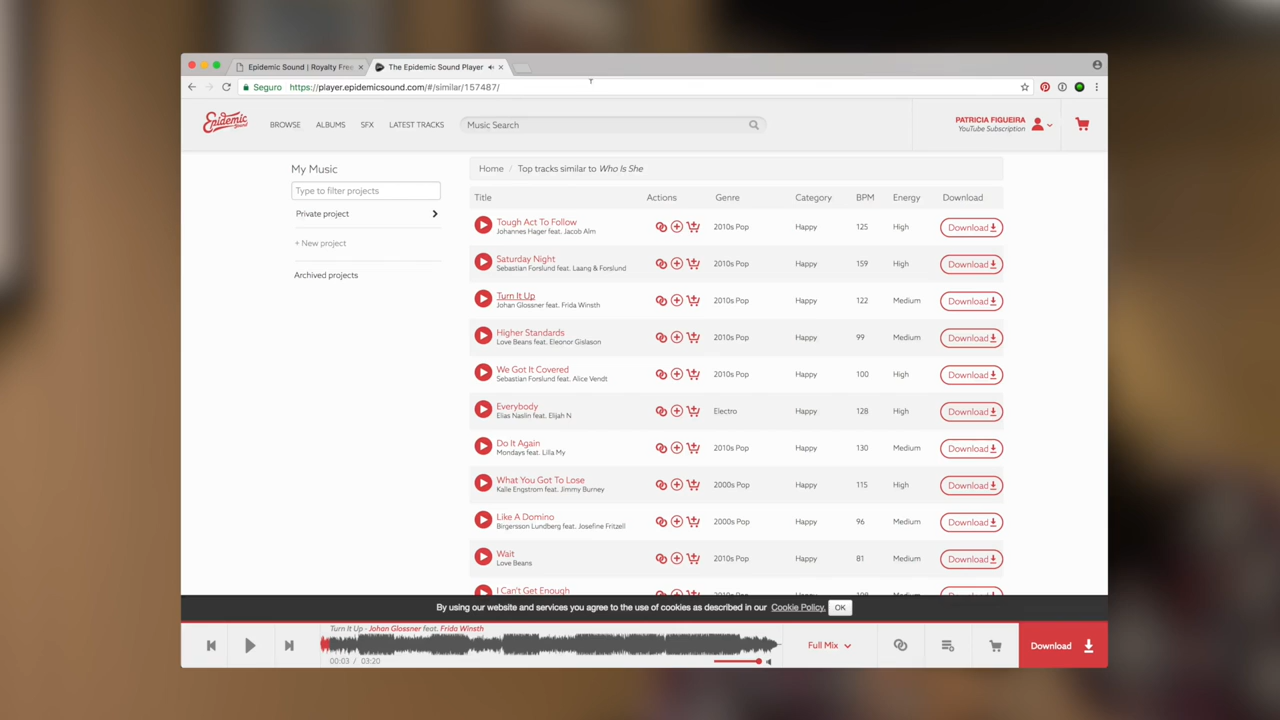 Epidemic Sound | Royalty Free
The Epidemic Sound Player
Seguro https://player.epidemicsound.com/#/similar/157487/
Epidemic Sound
BROWSE ALBUMS SFX LATEST TRACKS
Music Search
PATRICIA FIGUEIRA
YouTube Subscription
My Music
Type to filter projects
Private project
+ New project
Archived projects
Home / Top tracks similar to Who Is She
Title Actions Genre Category BPM Energy Download
Tough Act To Follow
Johannes Hager feat. Jacob Alm
2010s Pop Happy 125 High Download
Saturday Night
Sebastian Forslund feat. Laang & Forslund
2010s Pop Happy 159 High Download
Turn It Up
Johan Glossner feat. Frida Winsth
2010s Pop Happy 122 Medium Download
Higher Standards
Love Beans feat. Eleonor Gislason
2010s Pop Happy 99 Medium Download
We Got It Covered
Sebastian Forslund feat. Alice Vendt
2010s Pop Happy 100 High Download
Everybody
Elias Naslin feat. Elijah N
Electro Happy 128 High Download
Do It Again
Mondays feat. Lilla My
2010s Pop Happy 130 Medium Download
What You Got To Lose
Kalle Engstrom feat. Jimmy Burney
2000s Pop Happy 115 High Download
Like A Domino
Birgersson Lundberg feat. Josefine Fritzell
2000s Pop Happy 96 Medium Download
Wait
Love Beans
2010s Pop Happy 81 Medium Download
I Can't Get Enough
By using our website and services you agree to the use of cookies as described in our Cookie Policy. OK
Turn It Up - Johan Glossner feat. Frida Winsth
00:03 / 03:20
Full Mix
Download